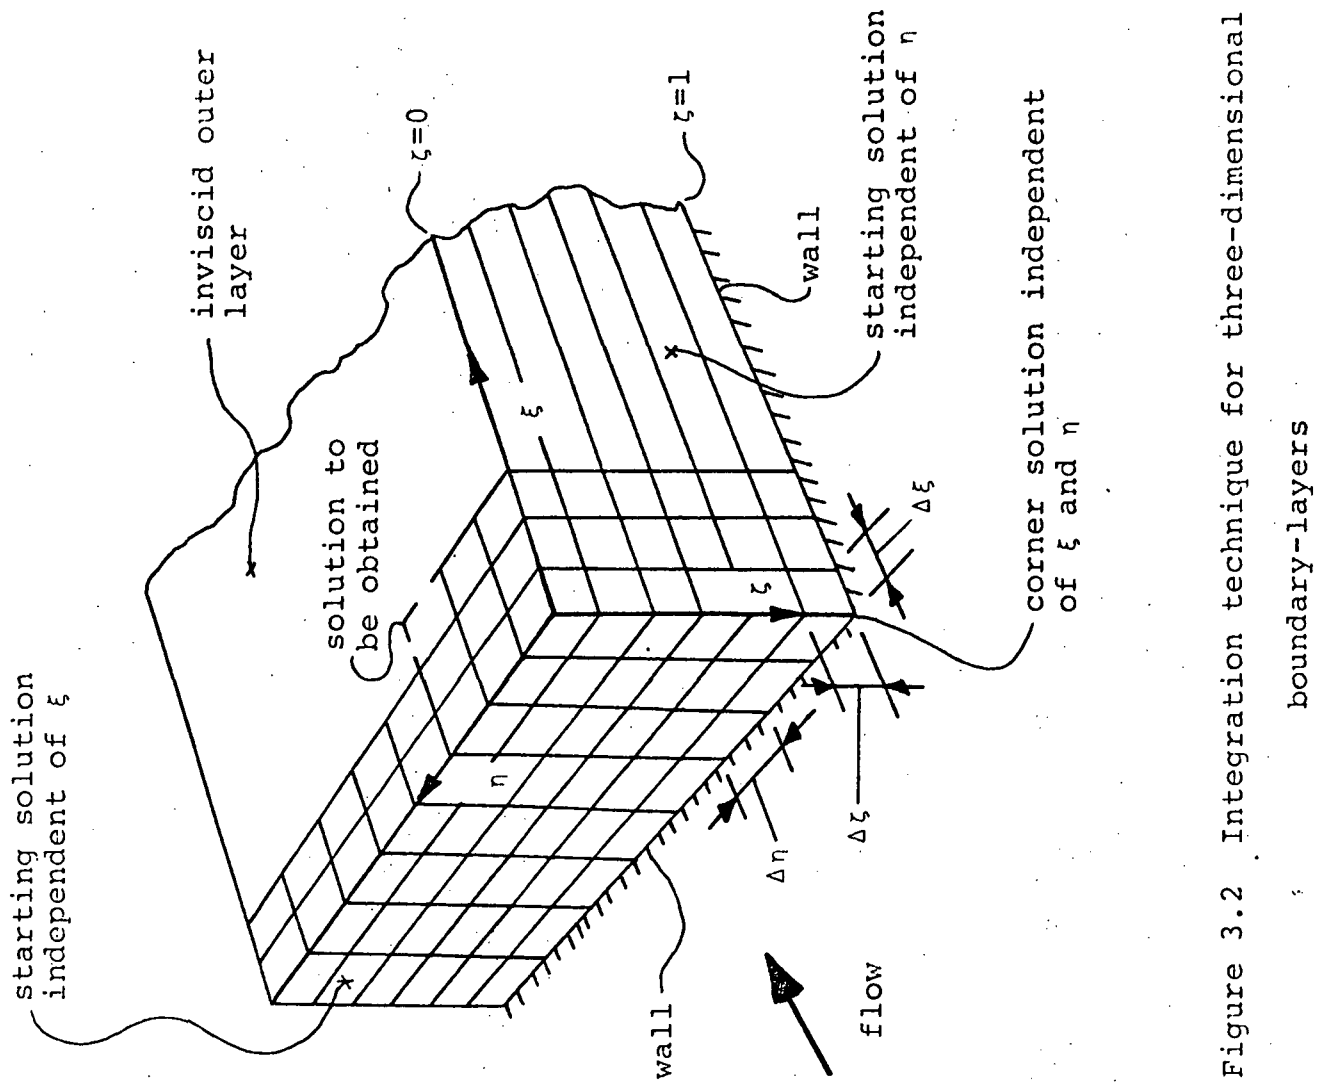 starting solution
independent of ξ
inviscid outer
layer
solution to
be obtained
ζ=0
ζ=1
ξ
η
ζ
wall
starting solution
independent of η
wall
flow
Δη
Δζ
Δξ
corner solution independent
of ξ and η
Figure 3.2 Integration technique for three-dimensional
boundary-layers